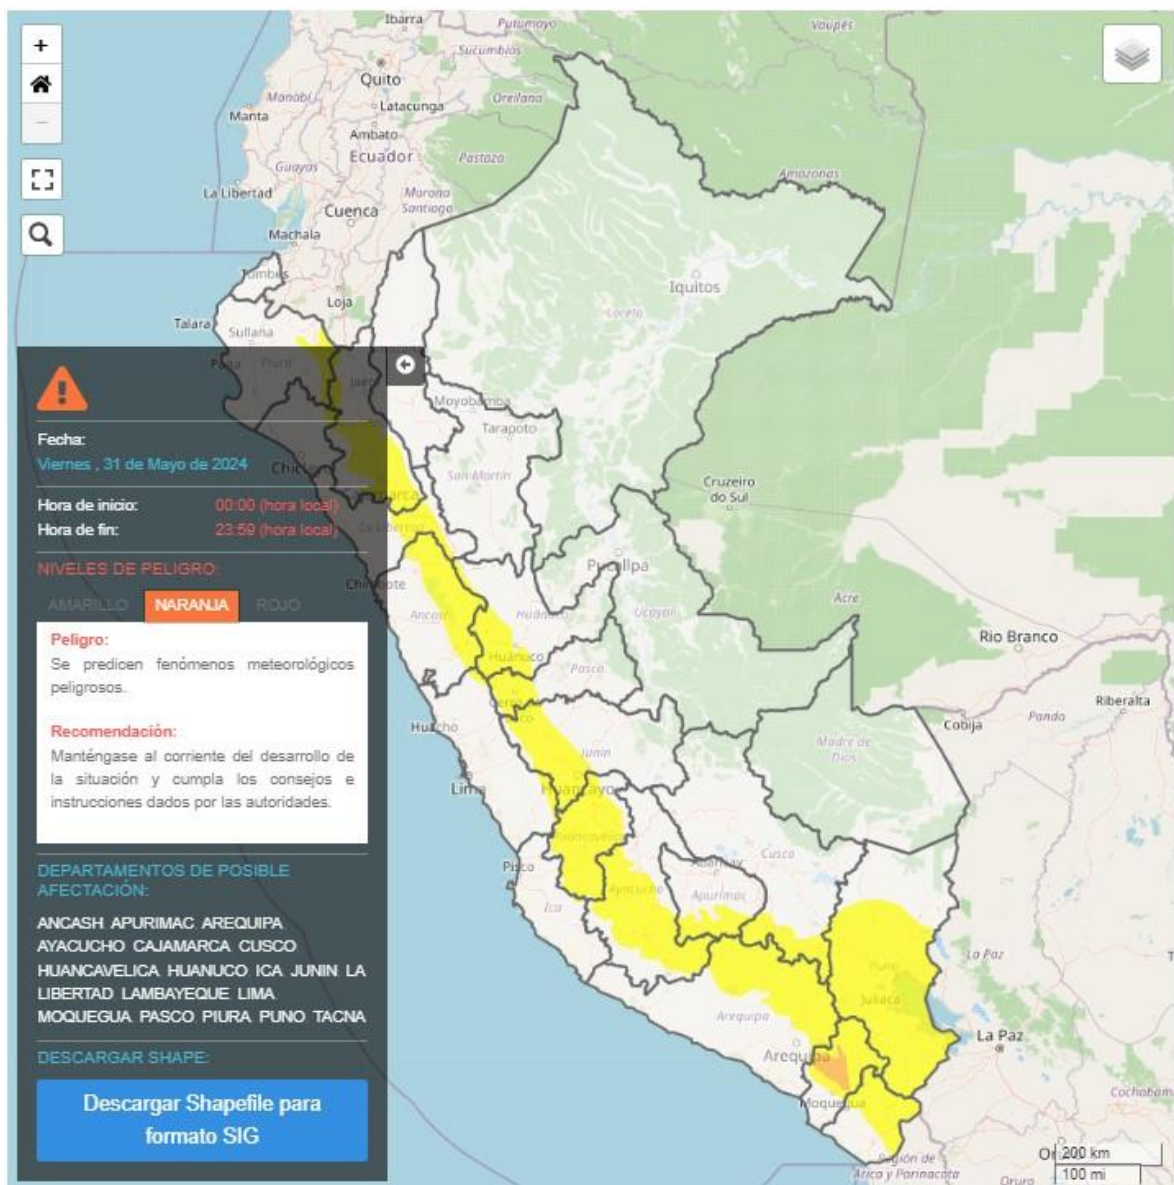 +
−
Ibarra
Putumayo
Vaupés
Sucumbíos
Quito
Orellana
Manabí
Latacunga
Manta
Ambato
Ecuador
Pastaza
Guayas
Amazonas
La Libertad
Morona
Santiago
Cuenca
Machala
Tumbes
Iquitos
Loja
Loreto
Talara
Sullana
Piura
Moyobamba
Tarapoto
San Martín
Cruzeiro
do Sul
La Libertad
Pucallpa
Ancash
Huánuco
Ucayali
Acre
Rio Branco
Huánuco
Pasco
Riberalta
Pando
Cobija
Huacho
Madre de
Dios
Junín
Lima
Huancayo
Huancavelica
Cusco
Abancay
Pisco
Ayacucho
Apurímac
Ica
La Paz
Puno
Juliaca
Arequipa
La Paz
Arequipa
Moquegua
Cochabamba
Región de
Arica y Parinacota
Oruro
200 km
100 mi
Fecha:
Viernes , 31 de Mayo de 2024
Hora de inicio: 00:00 (hora local)
Hora de fin: 23:59 (hora local)
NIVELES DE PELIGRO:
AMARILLO NARANJA ROJO
Peligro:
Se predicen fenómenos meteorológicos
peligrosos.
Recomendación:
Manténgase al corriente del desarrollo de
la situación y cumpla los consejos e
instrucciones dados por las autoridades.
DEPARTAMENTOS DE POSIBLE
AFECTACIÓN:
ANCASH APURIMAC AREQUIPA
AYACUCHO CAJAMARCA CUSCO
HUANCAVELICA HUANUCO ICA JUNIN LA
LIBERTAD LAMBAYEQUE LIMA
MOQUEGUA PASCO PIURA PUNO TACNA
DESCARGAR SHAPE:
Descargar Shapefile para
formato SIG